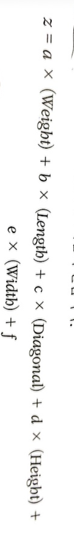 z = a × (Weight) + b × (Length) + c × (Diagonal) + d × (Height) +
e × (Width) + f